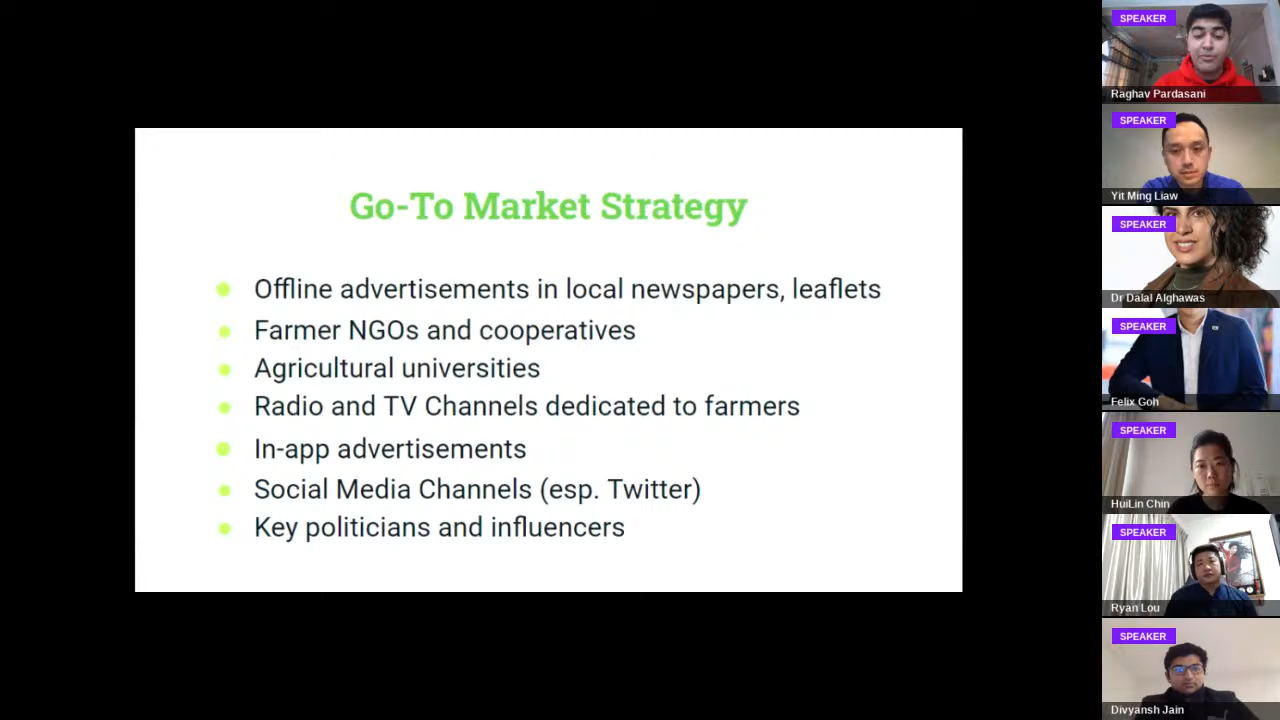 Go-To Market Strategy
Offline advertisements in local newspapers, leaflets
Farmer NGOs and cooperatives
Agricultural universities
Radio and TV Channels dedicated to farmers
In-app advertisements
Social Media Channels (esp. Twitter)
Key politicians and influencers
SPEAKER
Raghav Pardasani
SPEAKER
Yit Ming Liaw
SPEAKER
Dr Dalal Alghawas
SPEAKER
Felix Goh
SPEAKER
HuiLin Chin
SPEAKER
Ryan Lou
SPEAKER
Divyansh Jain